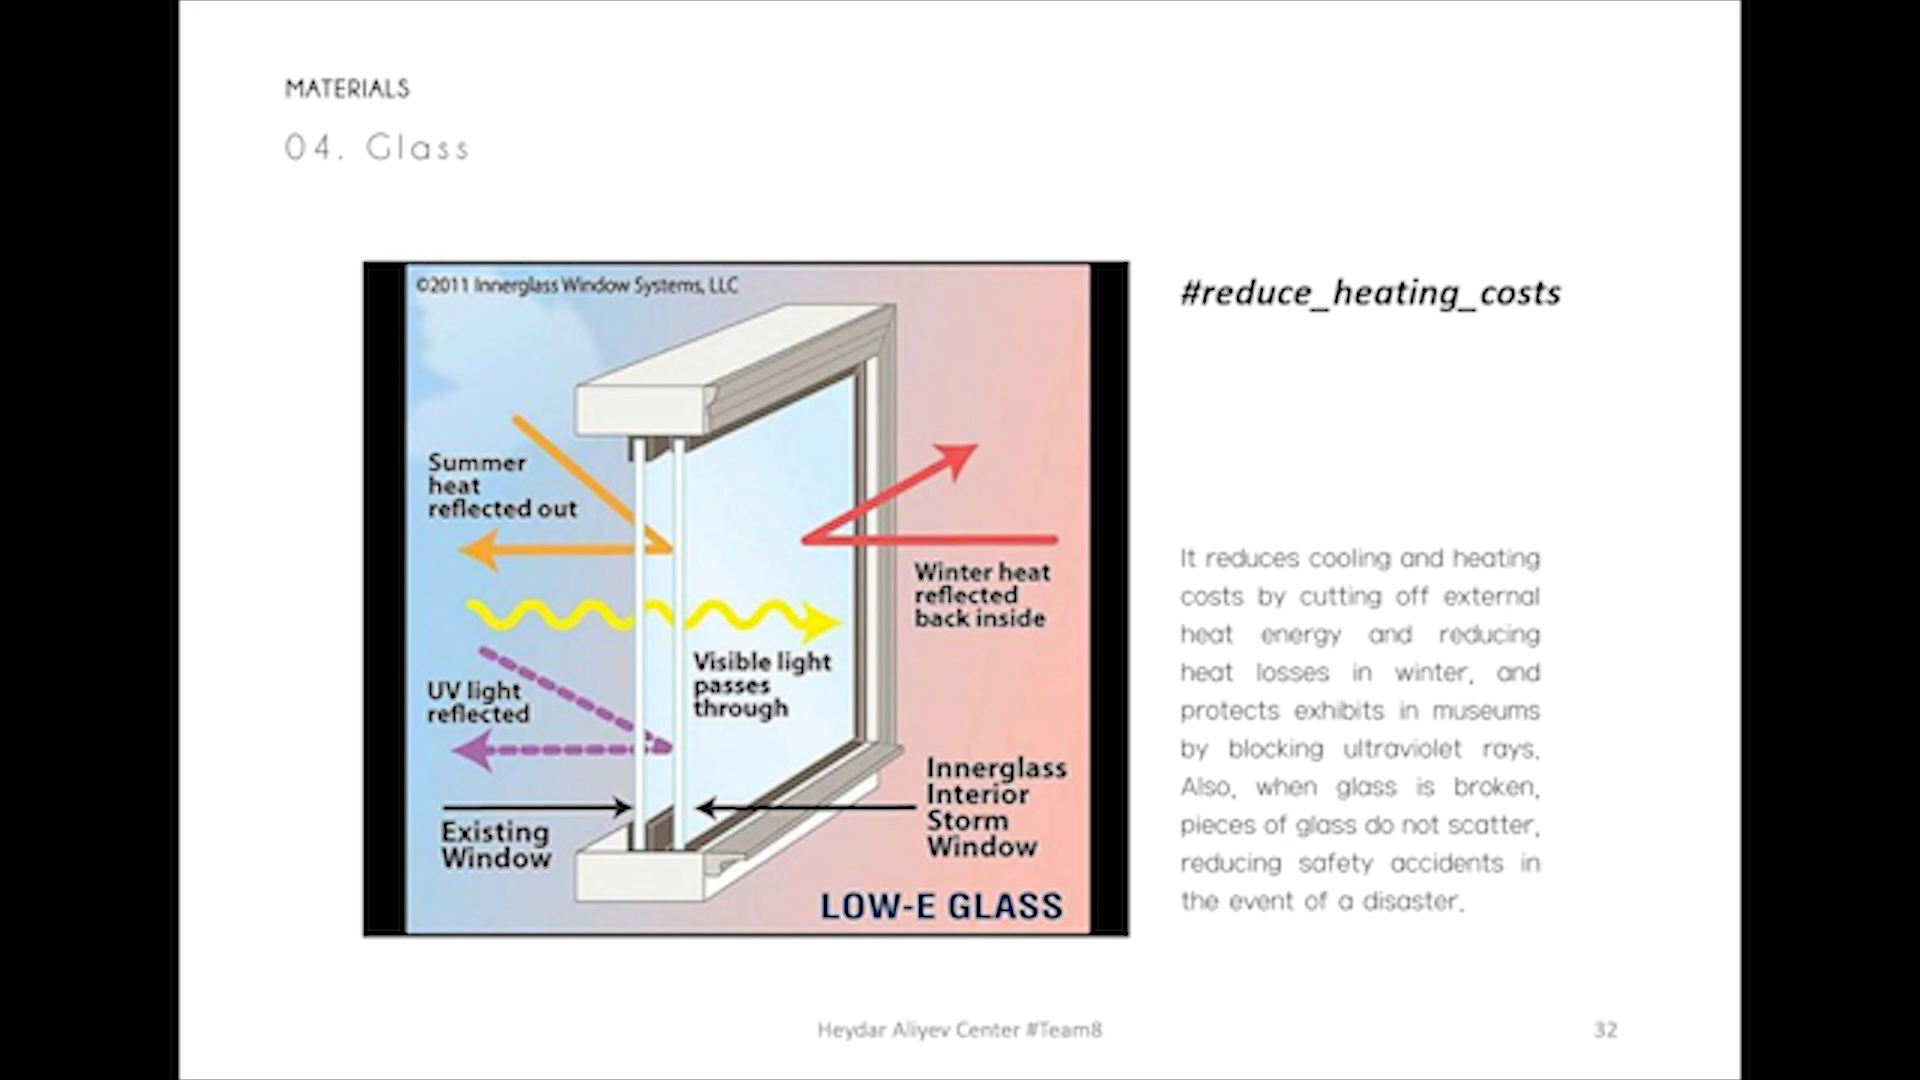 MATERIALS
04. Glass
©2011 Innerglass Window Systems, LLC
#reduce_heating_costs
Summer
heat
reflected out
Winter heat
reflected
back inside
Visible light
passes
through
UV light
reflected
Existing
Window
Innerglass
Interior
Storm
Window
LOW-E GLASS
It reduces cooling and heating
costs by cutting off external
heat energy and reducing
heat losses in winter, and
protects exhibits in museums
by blocking ultraviolet rays.
Also, when glass is broken,
pieces of glass do not scatter,
reducing safety accidents in
the event of a disaster.
Heydar Aliyev Center #Team8
32